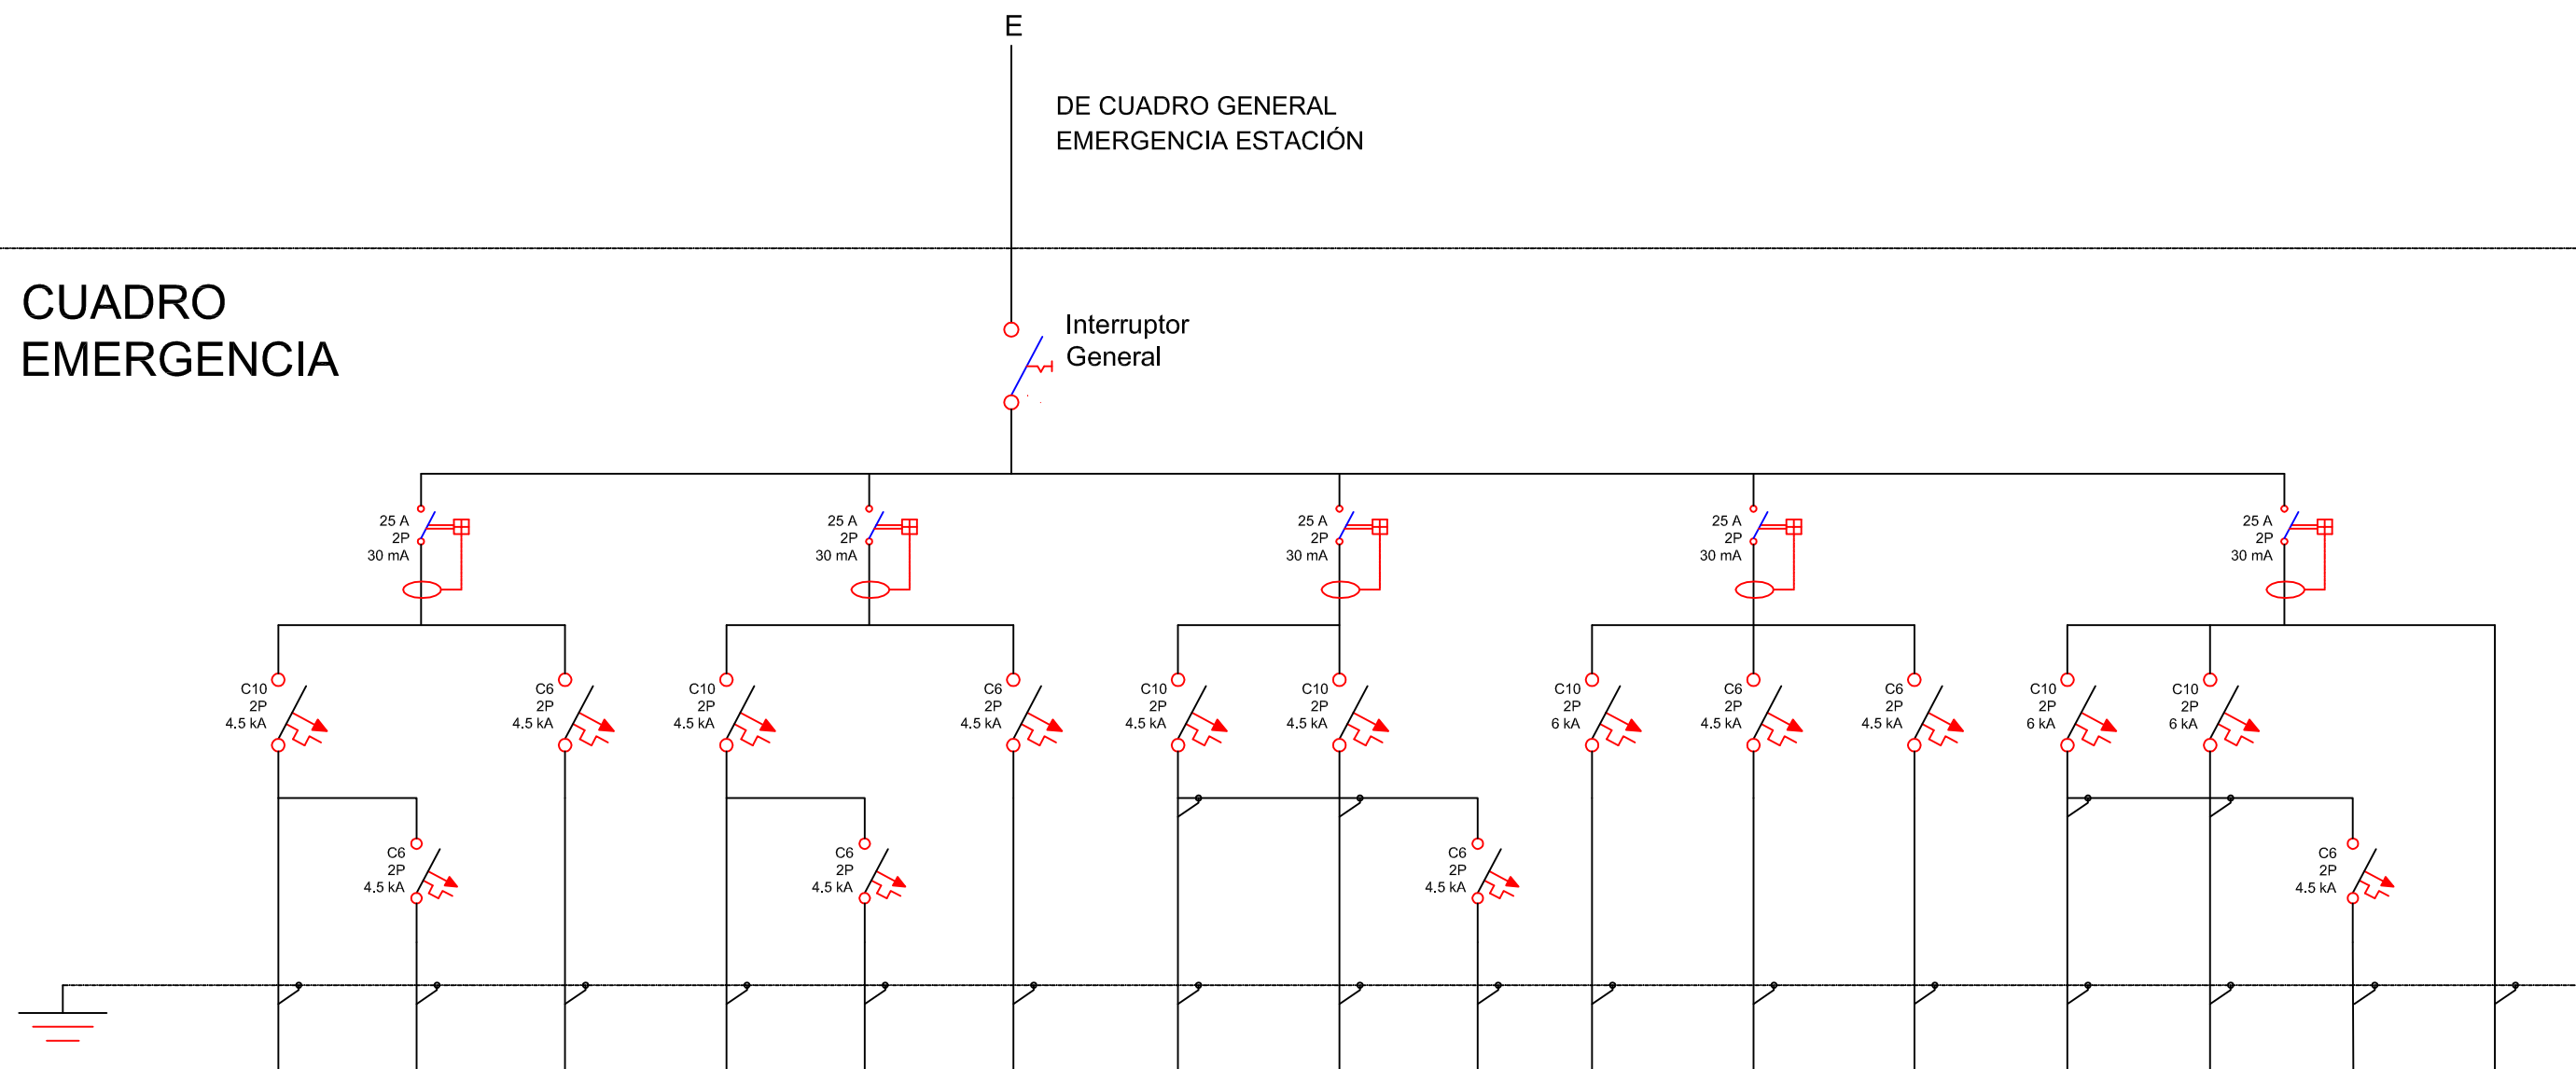 E
DE CUADRO GENERAL
EMERGENCIA ESTACIÓN
CUADRO
EMERGENCIA
Interruptor
General
25 A
2P
30 mA
25 A
2P
30 mA
25 A
2P
30 mA
25 A
2P
30 mA
25 A
2P
30 mA
C10
2P
4.5 kA
C6
2P
4.5 kA
C10
2P
4.5 kA
C6
2P
4.5 kA
C10
2P
4.5 kA
C10
2P
4.5 kA
C10
2P
6 kA
C6
2P
4.5 kA
C6
2P
4.5 kA
C10
2P
6 kA
C10
2P
6 kA
C6
2P
4.5 kA
C6
2P
4.5 kA
C6
2P
4.5 kA
C6
2P
4.5 kA